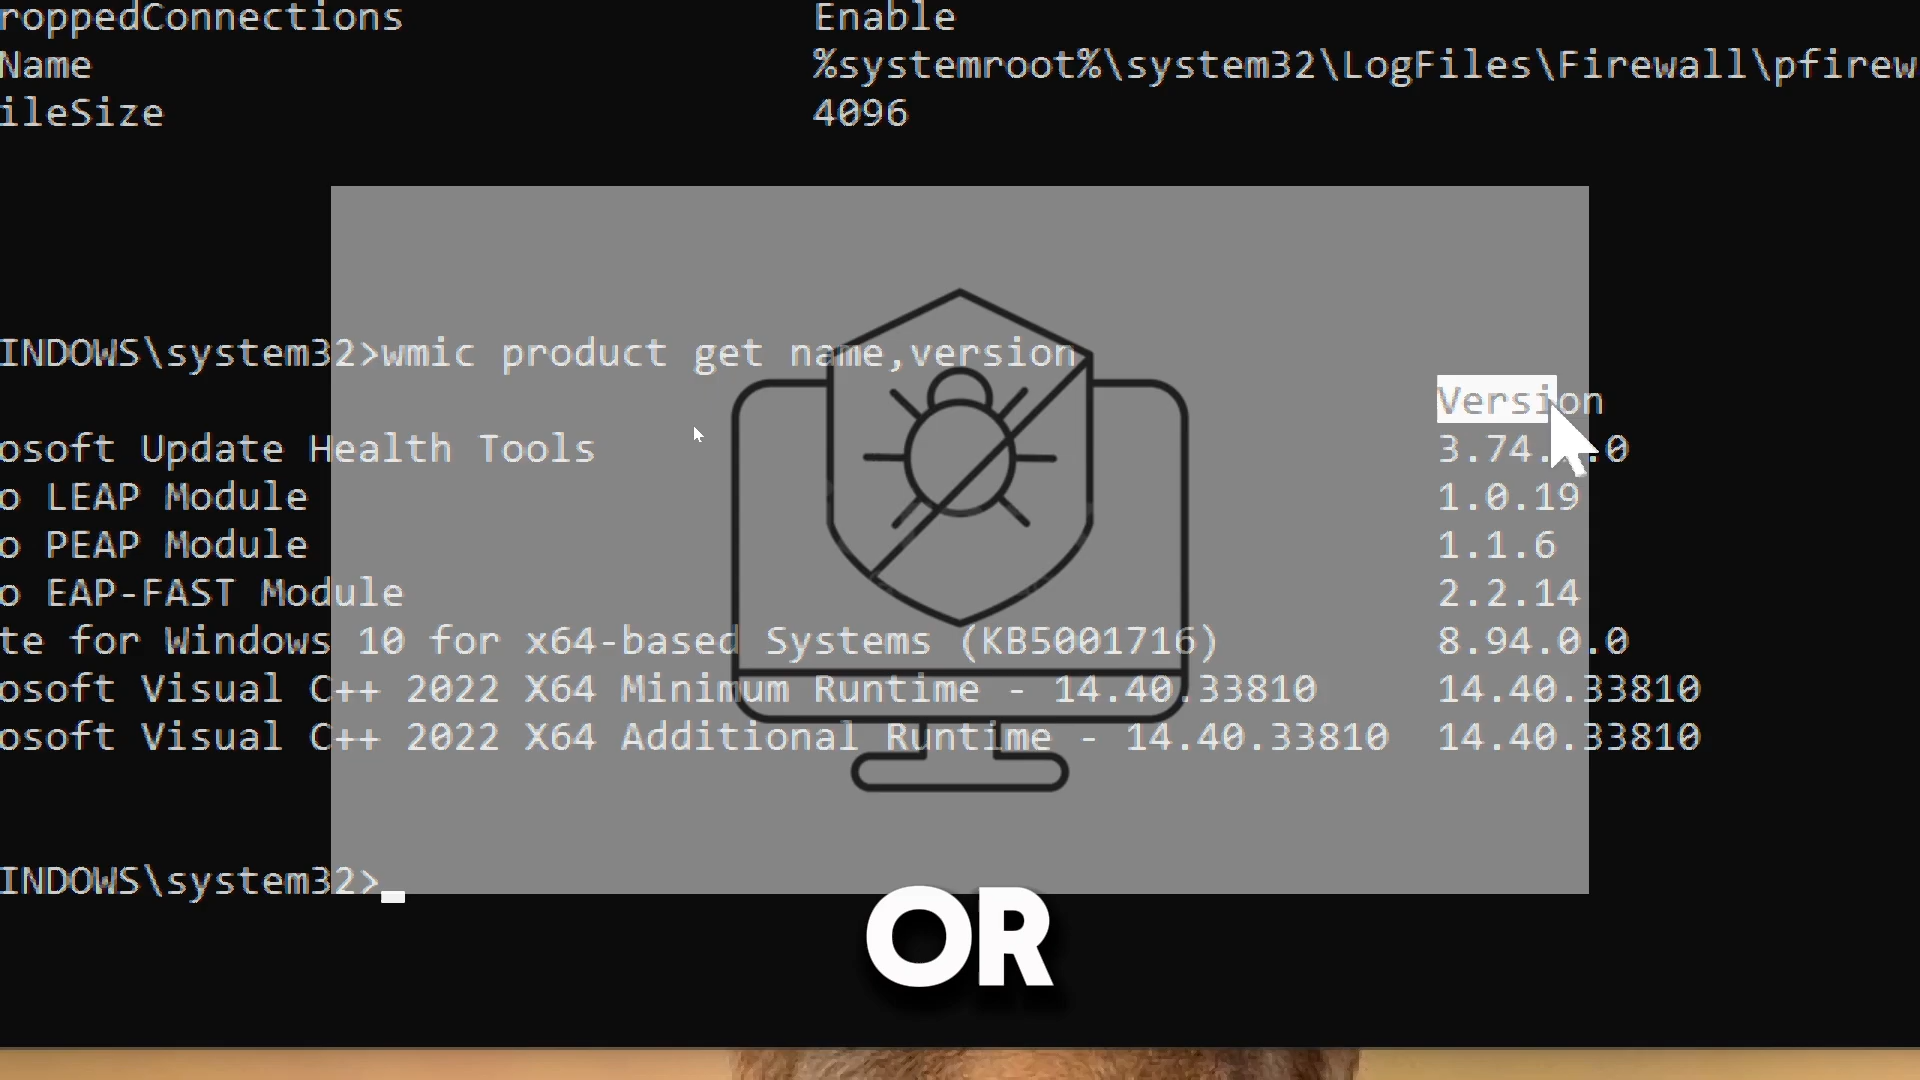 roppedConnections Enable
Name %systemroot%\system32\LogFiles\Firewall\pfirew
ileSize 4096
INDOWS\system32>wmic product get name,version
Version
osoft Update Health Tools 3.74. .0
o LEAP Module 1.0.19
o PEAP Module 1.1.6
o EAP-FAST Module 2.2.14
te for Windows 10 for x64-based Systems (KB5001716) 8.94.0.0
osoft Visual C++ 2022 X64 Minimum Runtime - 14.40.33810 14.40.33810
osoft Visual C++ 2022 X64 Additional Runtime - 14.40.33810 14.40.33810
INDOWS\system32>
OR